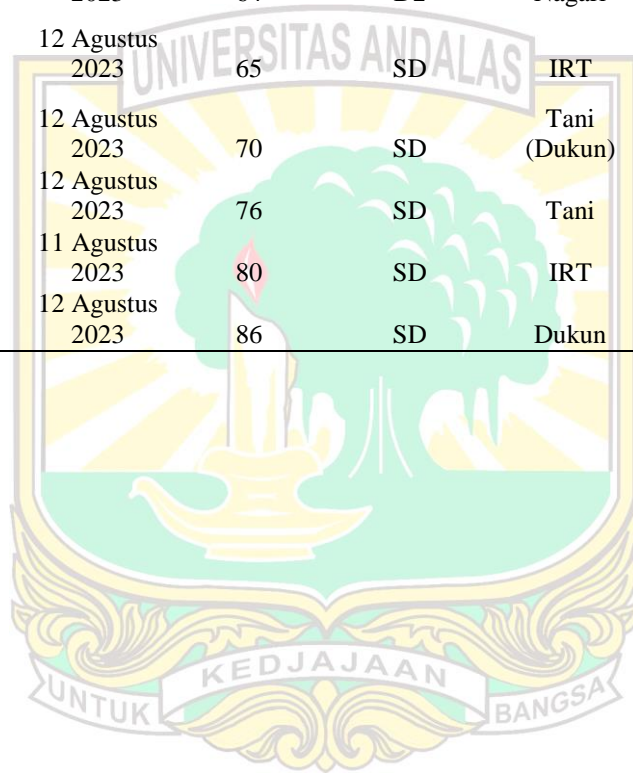 12 Agustus
2023 65 SD IRT
12 Agustus Tani
2023 70 SD (Dukun)
12 Agustus
2023 76 SD Tani
11 Agustus
2023 80 SD IRT
12 Agustus
2023 86 SD Dukun
UNIVERSITAS ANDALAS
KEDJAJAAN
UNTUK BANGSA